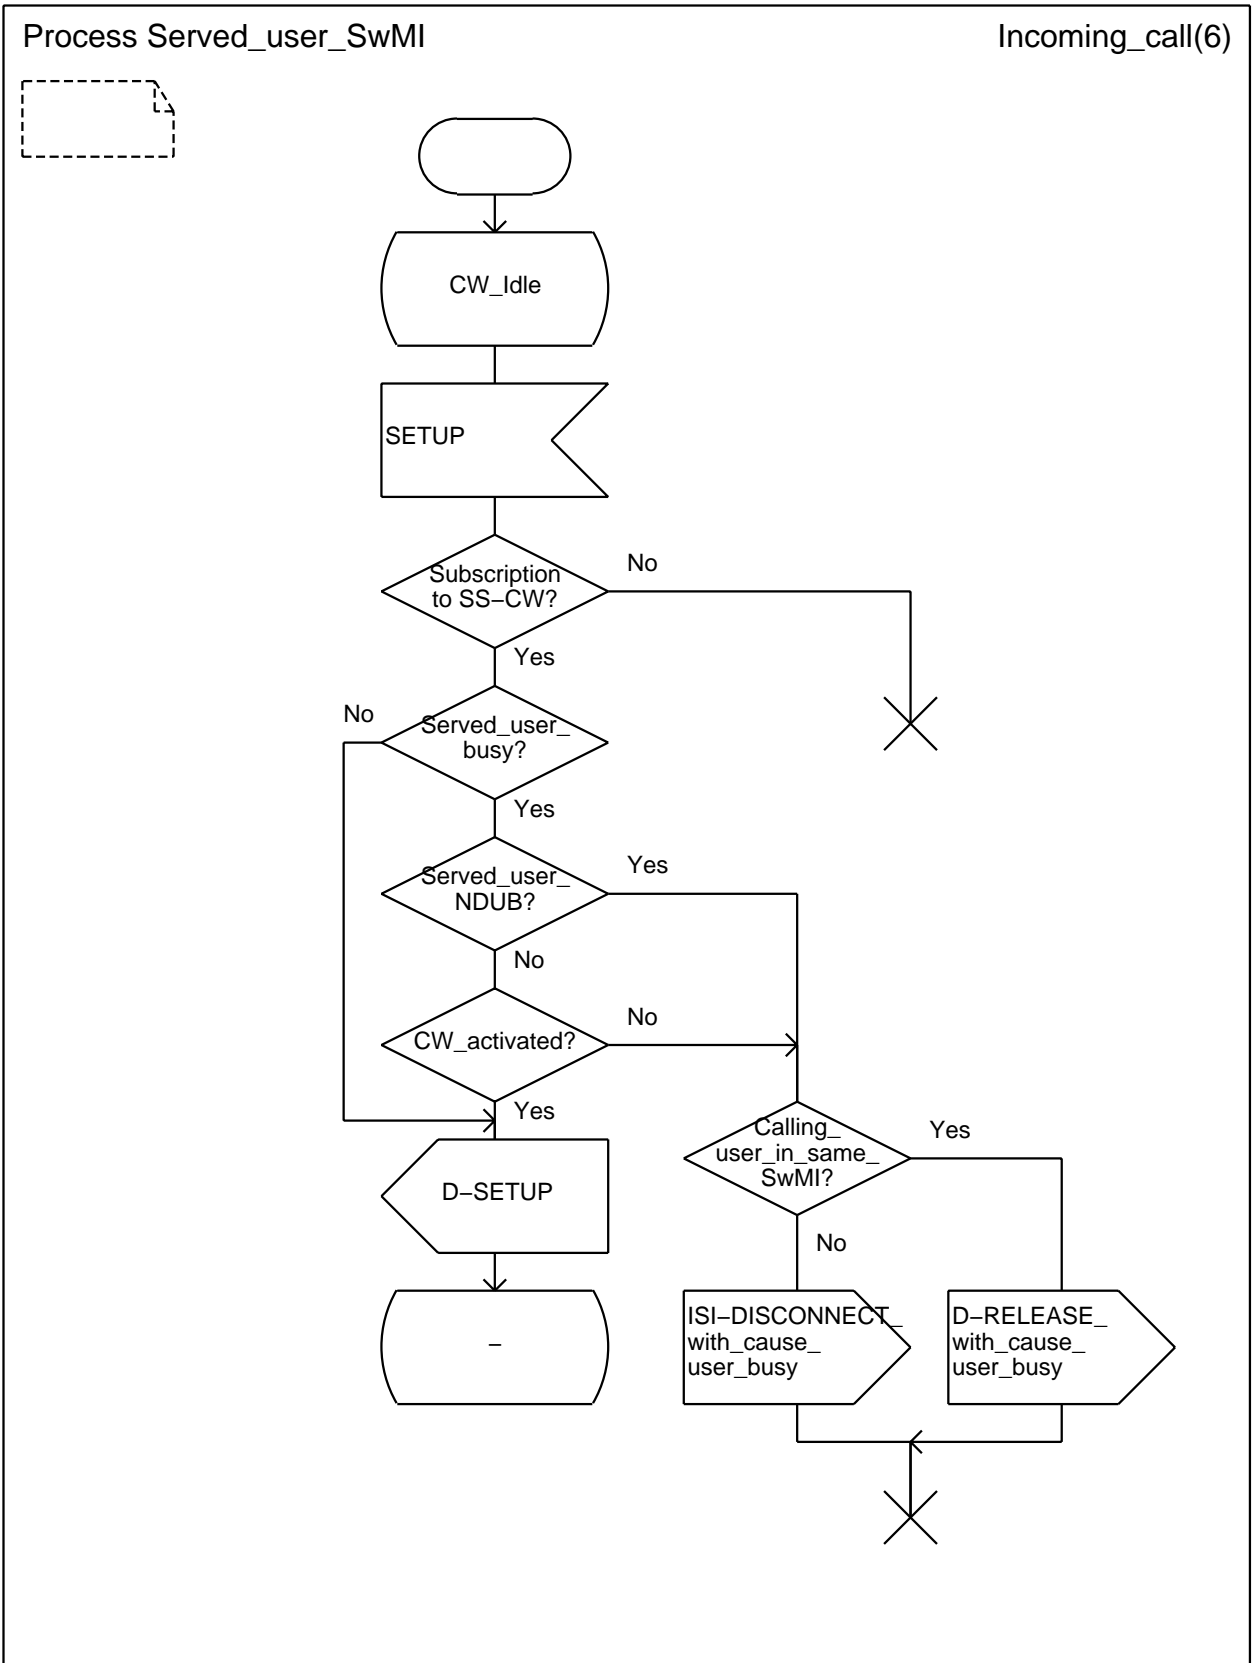 Process Served_user_SwMI
Incoming_call(6)
CW_Idle
SETUP
Subscription
to SS−CW?
No
Yes
No
Served_user_
busy?
Yes
Served_user_
NDUB?
Yes
No
CW_activated?
No
Yes
Calling_
user_in_same_
SwMI?
Yes
No
D−SETUP
−
ISI−DISCONNECT_
with_cause_
user_busy
D−RELEASE_
with_cause_
user_busy